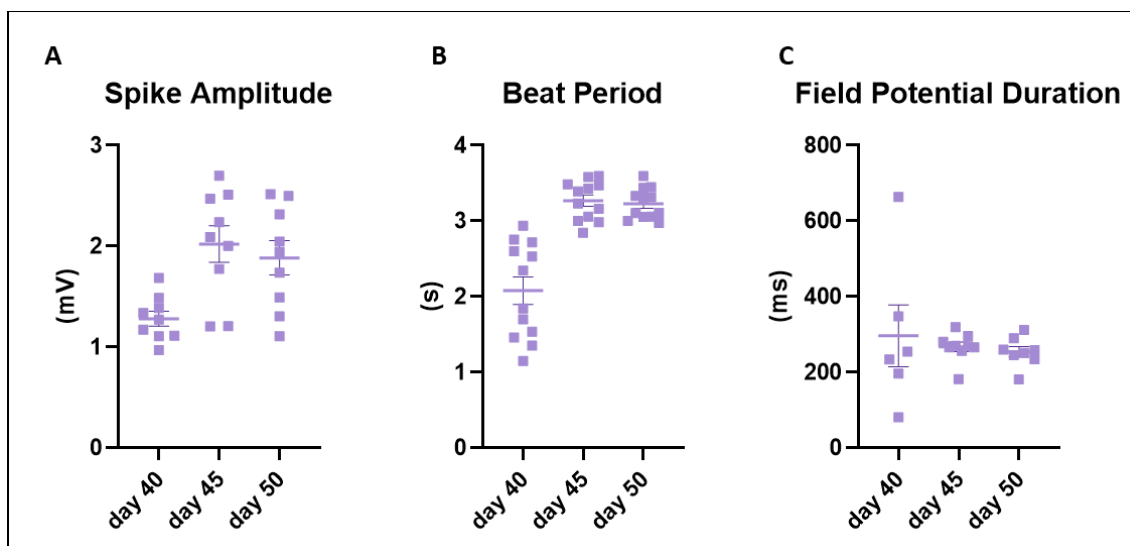 A
Spike Amplitude
3
2
1
0
(mV)
day 40
day 45
day 50
B
Beat Period
4
3
2
1
0
(s)
day 40
day 45
day 50
C
Field Potential Duration
800
600
400
200
0
(ms)
day 40
day 45
day 50